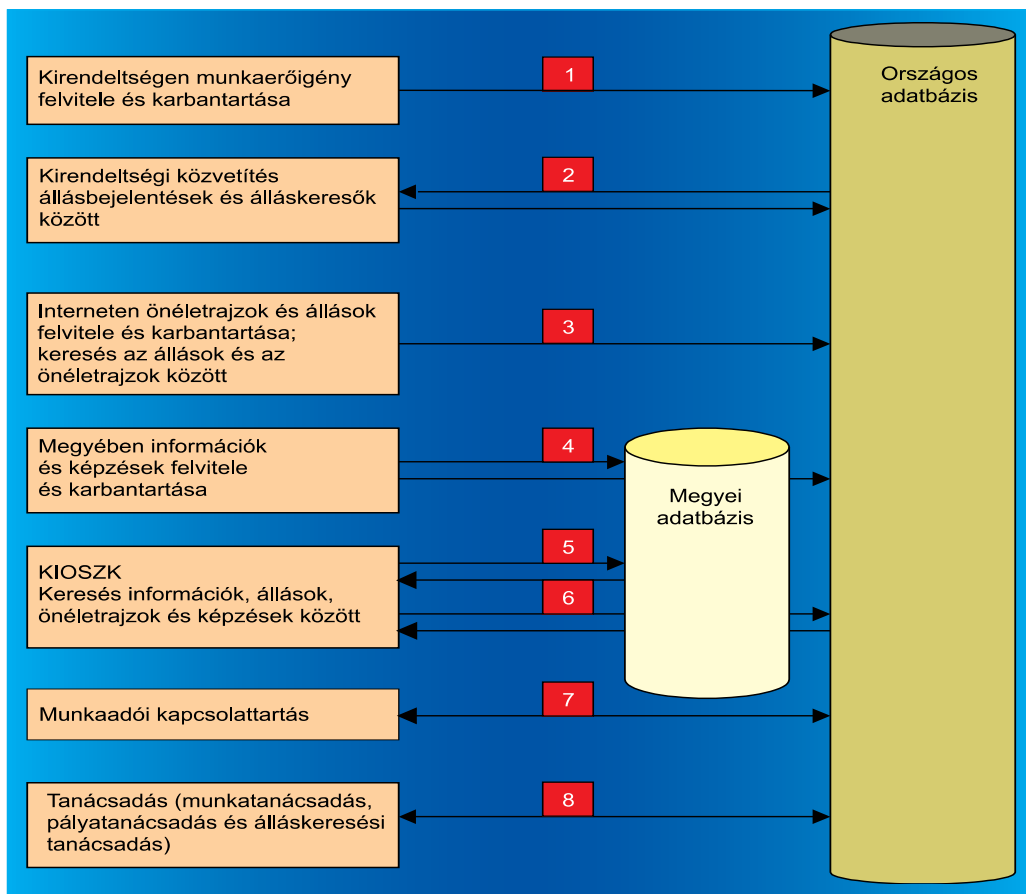 Kirendeltségen munkaerőigény
felvitele és karbantartása
1
Országos
adatbázis
Kirendeltségi közvetítés
állásbejelentések és álláskeresők
között
2
Interneten önéletrajzok és állások
felvitele és karbantartása;
keresés az állások és az
önéletrajzok között
3
Megyében információk
és képzések felvitele
és karbantartása
4
Megyei
adatbázis
KIOSZK
Keresés információk, állások,
önéletrajzok és képzések között
5
6
Munkaadói kapcsolattartás
7
Tanácsadás (munkatanácsadás,
pályatanácsadás és álláskeresési
tanácsadás)
8